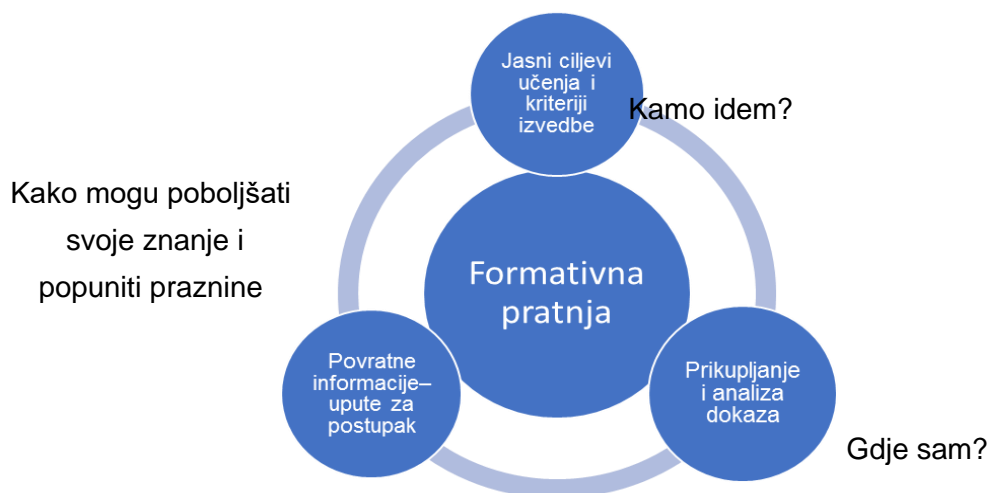 Jasni ciljevi
učenja i
kriteriji
izvedbe
Kamo idem?
Kako mogu poboljšati
svoje znanje i
popuniti praznine
Formativna
pratnja
Povratne
informacije–
upute za
postupak
Prikupljanje
i analiza
dokaza
Gdje sam?